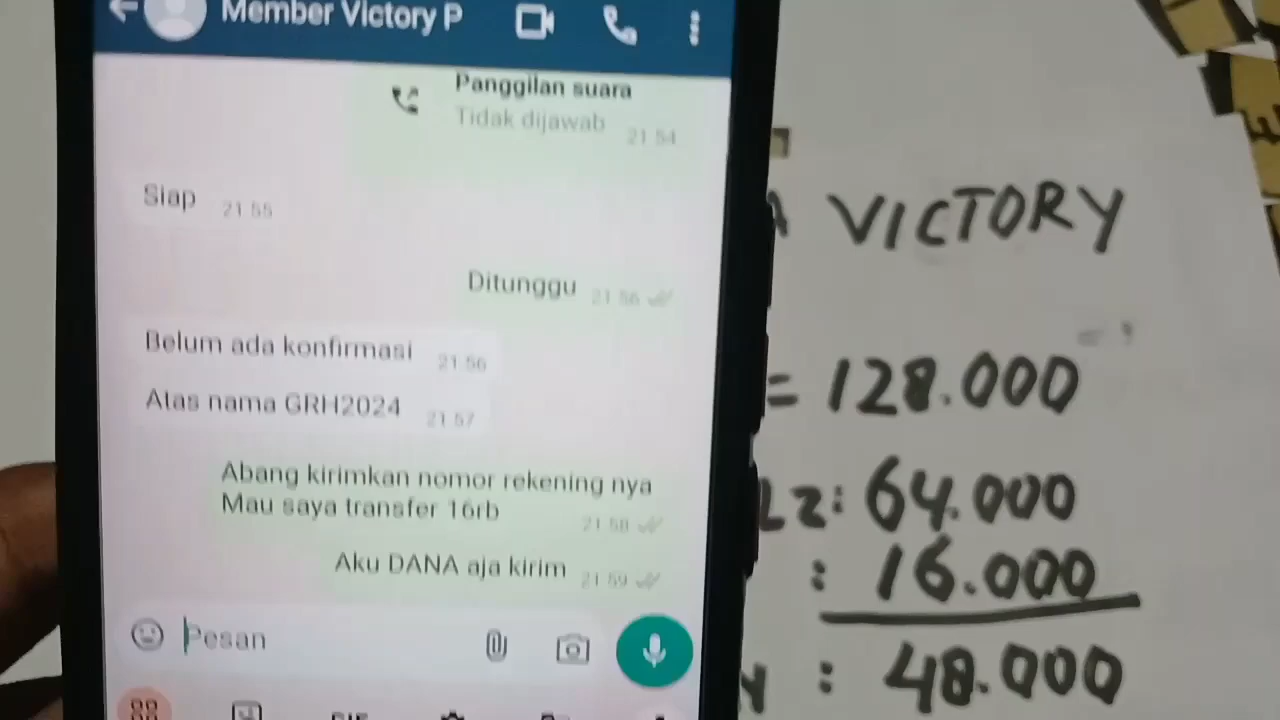 Member Victory P
Panggilan suara
Tidak dijawab 21.54
Siap 21.55
Ditunggu 21.56
Belum ada konfirmasi 21.56
Atas nama GRH2024 21.57
Abang kirimkan nomor rekening nya
Mau saya transfer 16rb 21.58
Aku DANA aja kirim 21.59
Pesan
VICTORY
= 128.000
: 64.000
: 16.000
: 48.000